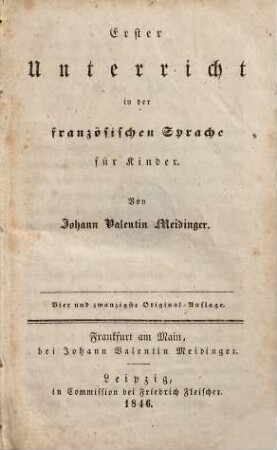 Erster
Unterricht
in der
französischen Sprache
für Kinder.
Von
Johann Valentin Meidinger.
Vier und zwanzigste Original-Auflage.
Frankfurt am Main,
bei Johann Valentin Meidinger.
Leipzig,
in Commission bei Friedrich Fleischer.
1846.